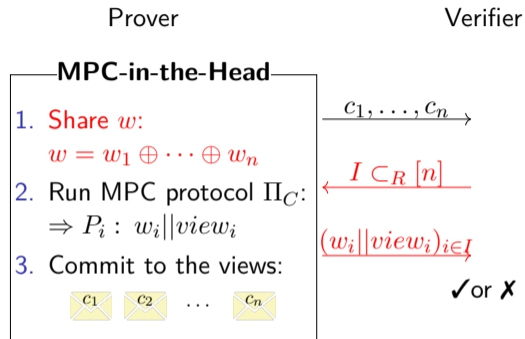 Prover Verifier
MPC-in-the-Head
1. Share w:
w = w₁ ⊕ ··· ⊕ wₙ
2. Run MPC protocol Π_C:
⇒ Pᵢ : wᵢ||viewᵢ
3. Commit to the views:
c₁ c₂ ··· cₙ
c₁, . . . , cₙ
I ⊂_R [n]
(wᵢ||viewᵢ)_{i∈I}
✓or ✗